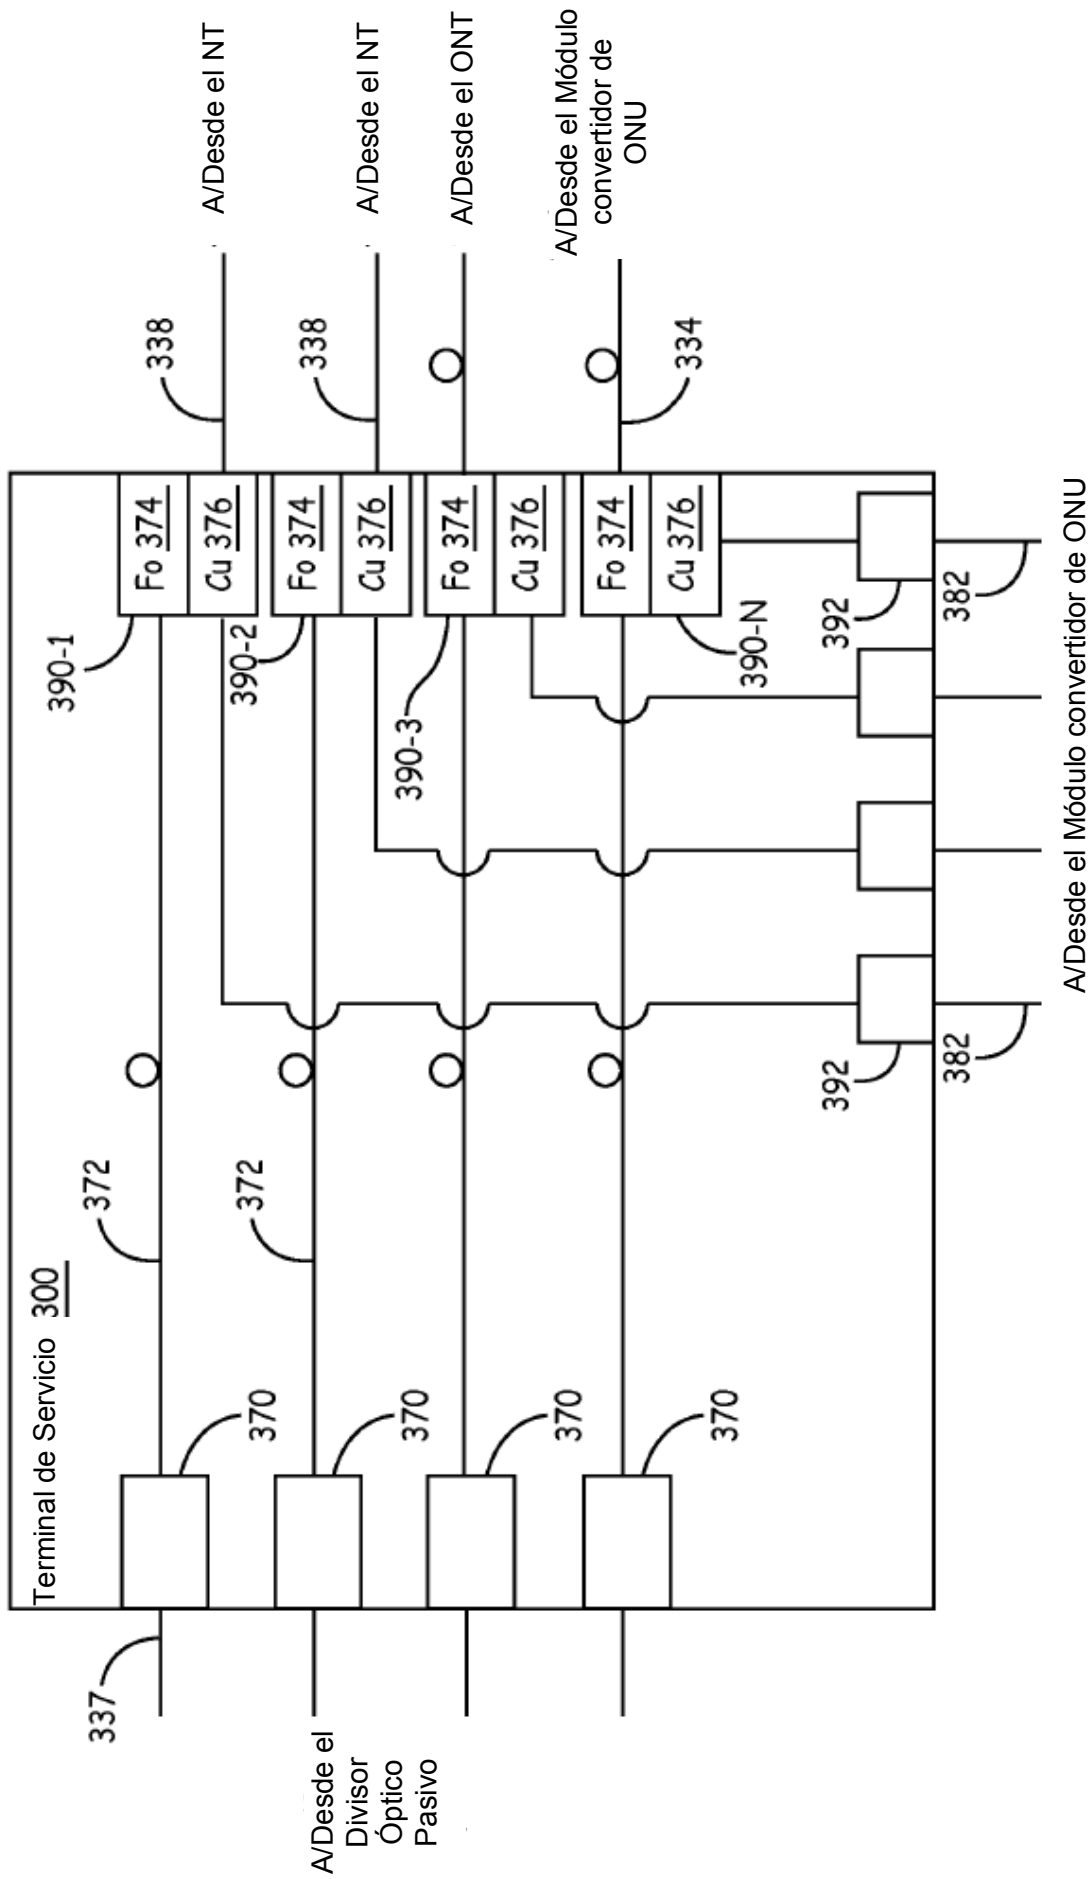 Terminal de Servicio 300
337
A/Desde el
Divisor
Óptico
Pasivo
370
370
370
370
372
372
390-1
390-2
390-3
390-N
Fo 374
Cu 376
Fo 374
Cu 376
Fo 374
Cu 376
Fo 374
Cu 376
338
338
334
A/Desde el NT
A/Desde el NT
A/Desde el ONT
A/Desde el Módulo
convertidor de
ONU
392
392
382
382
A/Desde el Módulo convertidor de ONU